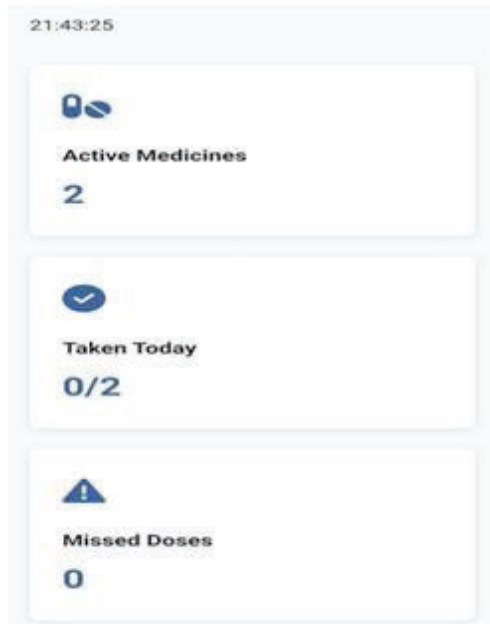 21:43:25
Active Medicines
2
Taken Today
0/2
Missed Doses
0